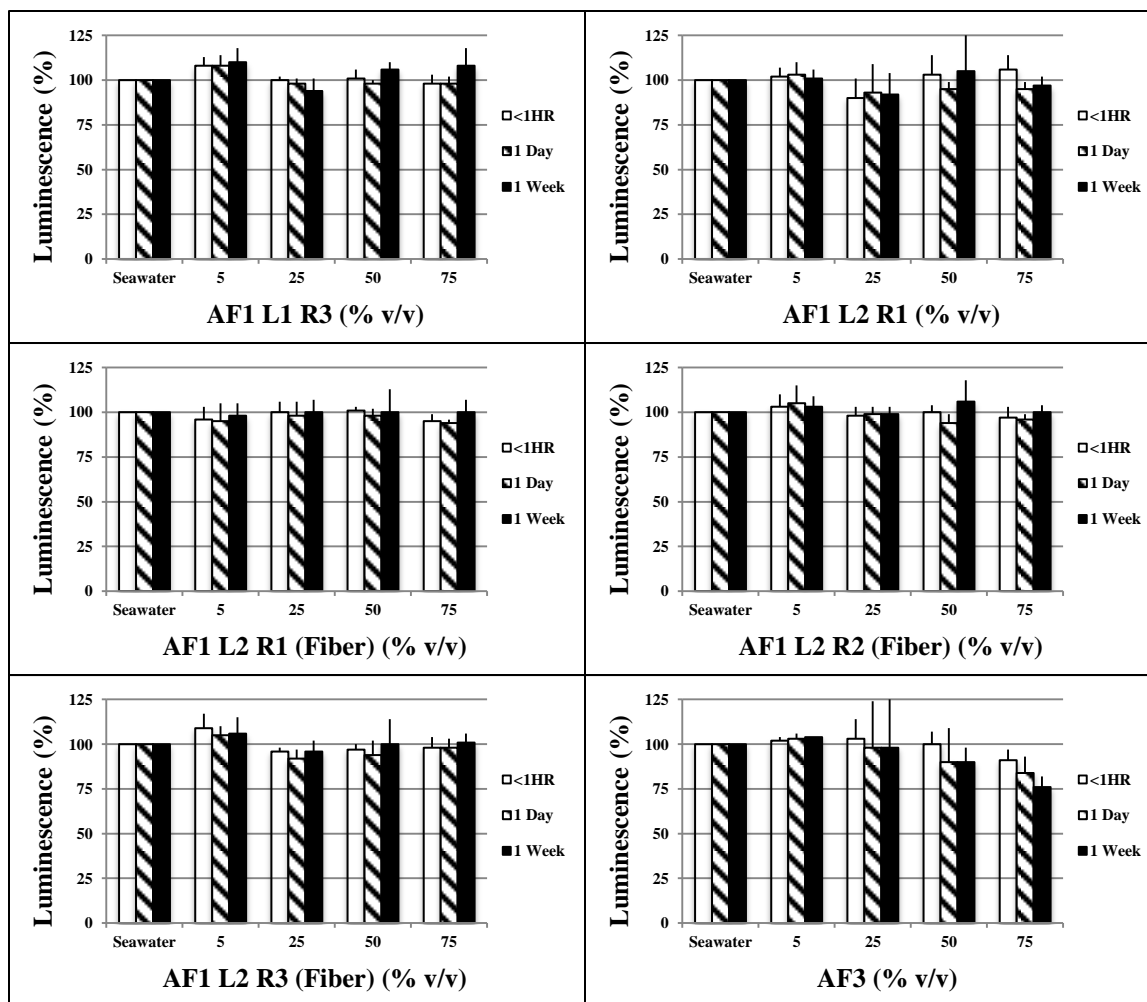 Luminescence (%)
125
100
75
50
25
0
Seawater 5 25 50 75
AF1 L1 R3 (% v/v)
<1HR
1 Day
1 Week
Luminescence (%)
125
100
75
50
25
0
Seawater 5 25 50 75
AF1 L2 R1 (% v/v)
<1HR
1 Day
1 Week
Luminescence (%)
125
100
75
50
25
0
Seawater 5 25 50 75
AF1 L2 R1 (Fiber) (% v/v)
<1HR
1 Day
1 Week
Luminescence (%)
125
100
75
50
25
0
Seawater 5 25 50 75
AF1 L2 R2 (Fiber) (% v/v)
<1HR
1 Day
1 Week
Luminescence (%)
125
100
75
50
25
0
Seawater 5 25 50 75
AF1 L2 R3 (Fiber) (% v/v)
<1HR
1 Day
1 Week
Luminescence (%)
125
100
75
50
25
0
Seawater 5 25 50 75
AF3 (% v/v)
<1HR
1 Day
1 Week